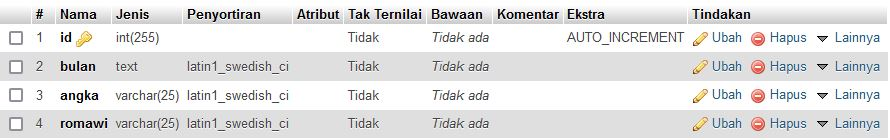 # Nama Jenis Penyortiran Atribut Tak Ternilai Bawaan Komentar Ekstra Tindakan
1 id int(255) Tidak Tidak ada AUTO_INCREMENT Ubah Hapus Lainnya
2 bulan text latin1_swedish_ci Tidak Tidak ada Ubah Hapus Lainnya
3 angka varchar(25) latin1_swedish_ci Tidak Tidak ada Ubah Hapus Lainnya
4 romawi varchar(25) latin1_swedish_ci Tidak Tidak ada Ubah Hapus Lainnya